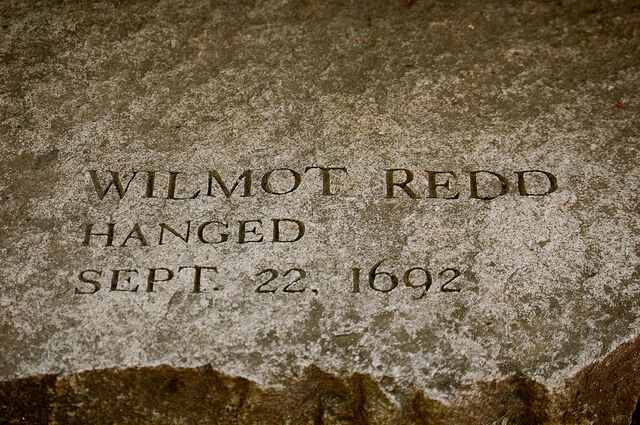 WILMOT REDD
HANGED
SEPT. 22, 1692